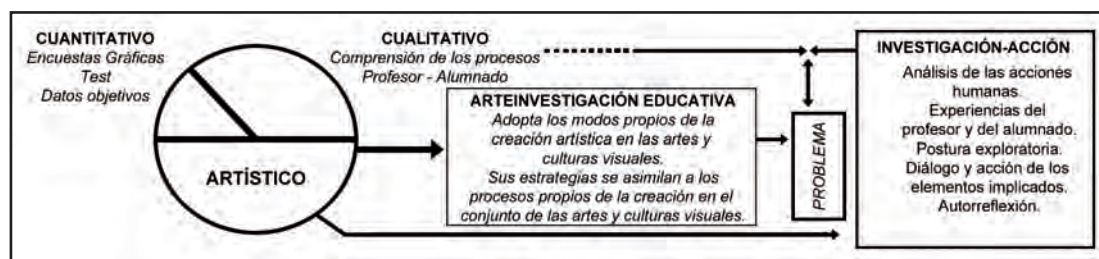 CUANTITATIVO
Encuestas Gráficas
Test
Datos objetivos
CUALITATIVO
Comprensión de los procesos
Profesor - Alumnado
ARTÍSTICO
ARTEINVESTIGACIÓN EDUCATIVA
Adopta los modos propios de la
creación artística en las artes y
culturas visuales.
Sus estrategias se asimilan a los
procesos propios de la creación en el
conjunto de las artes y culturas visuales.
PROBLEMA
INVESTIGACIÓN-ACCIÓN
Análisis de las acciones
humanas.
Experiencias del
profesor y del alumnado.
Postura exploratoria.
Diálogo y acción de los
elementos implicados.
Autorreflexión.